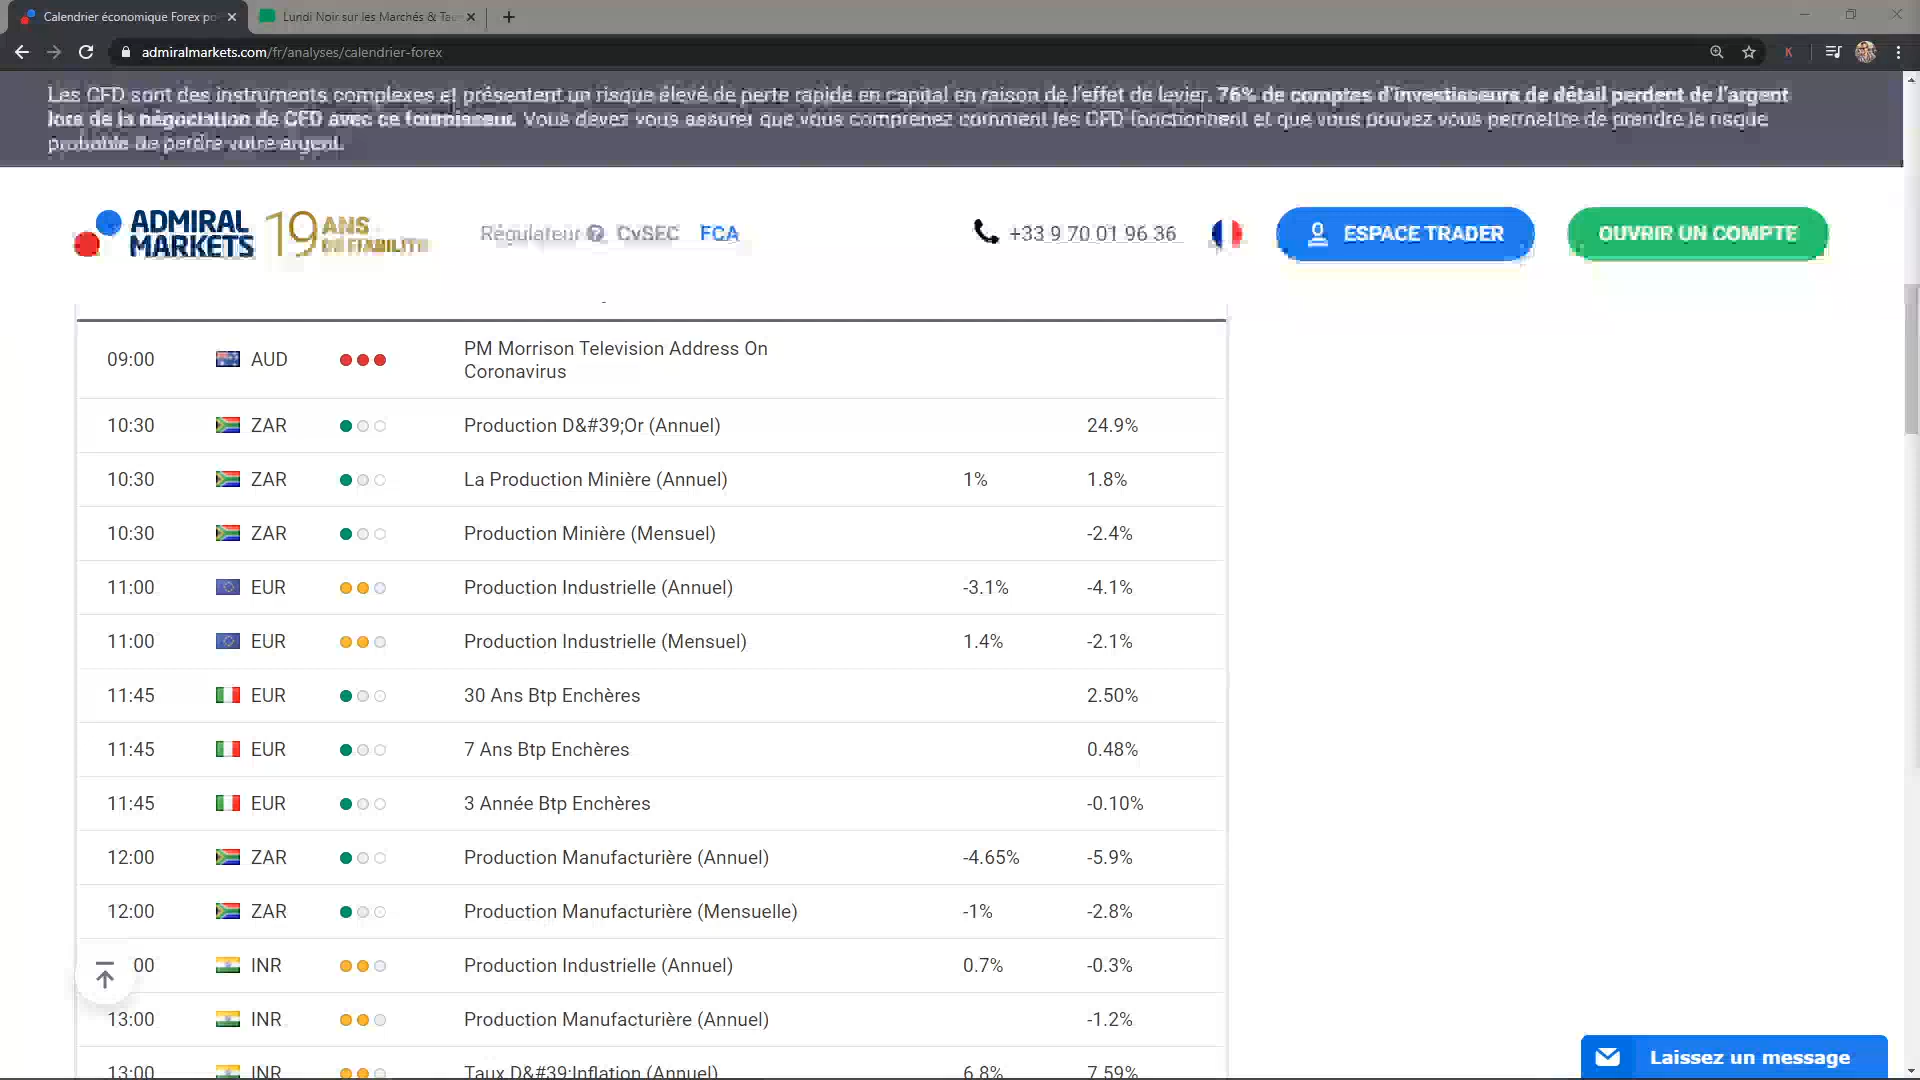 Calendrier économique Forex po
Lundi Noir sur les Marchés & Tau
admiralmarkets.com/fr/analyses/calendrier-forex
K
Les CFD sont des instruments complexes et présentent un risque élevé de perte rapide en capital en raison de l'effet de levier. 76% de comptes d'investisseurs de détail perdent de l'argent
lors de la négociation de CFD avec ce fournisseur. Vous devez vous assurer que vous comprenez comment les CFD fonctionnent et que vous pouvez vous permettre de prendre le risque
probable de perdre votre argent.
ADMIRAL MARKETS
19 ANS DE FIABILITÉ
Régulateur ? CySEC FCA
+33 9 70 01 96 36
ESPACE TRADER
OUVRIR UN COMPTE
09:00 AUD PM Morrison Television Address On
Coronavirus
10:30 ZAR Production D&#39;Or (Annuel) 24.9%
10:30 ZAR La Production Minière (Annuel) 1% 1.8%
10:30 ZAR Production Minière (Mensuel) -2.4%
11:00 EUR Production Industrielle (Annuel) -3.1% -4.1%
11:00 EUR Production Industrielle (Mensuel) 1.4% -2.1%
11:45 EUR 30 Ans Btp Enchères 2.50%
11:45 EUR 7 Ans Btp Enchères 0.48%
11:45 EUR 3 Année Btp Enchères -0.10%
12:00 ZAR Production Manufacturière (Annuel) -4.65% -5.9%
12:00 ZAR Production Manufacturière (Mensuelle) -1% -2.8%
00 INR Production Industrielle (Annuel) 0.7% -0.3%
13:00 INR Production Manufacturière (Annuel) -1.2%
13:00 INR Taux D&#39;Inflation (Annuel) 6.8% 7.59%
Laissez un message